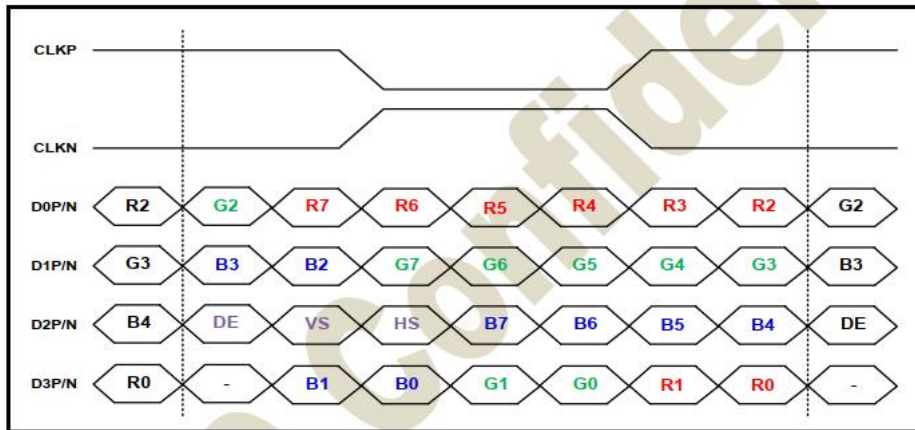 CLKP
CLKN
D0P/N R2 G2 R7 R6 R5 R4 R3 R2 G2
D1P/N G3 B3 B2 G7 G6 G5 G4 G3 B3
D2P/N B4 DE VS HS B7 B6 B5 B4 DE
D3P/N R0 - B1 B0 G1 G0 R1 R0 -